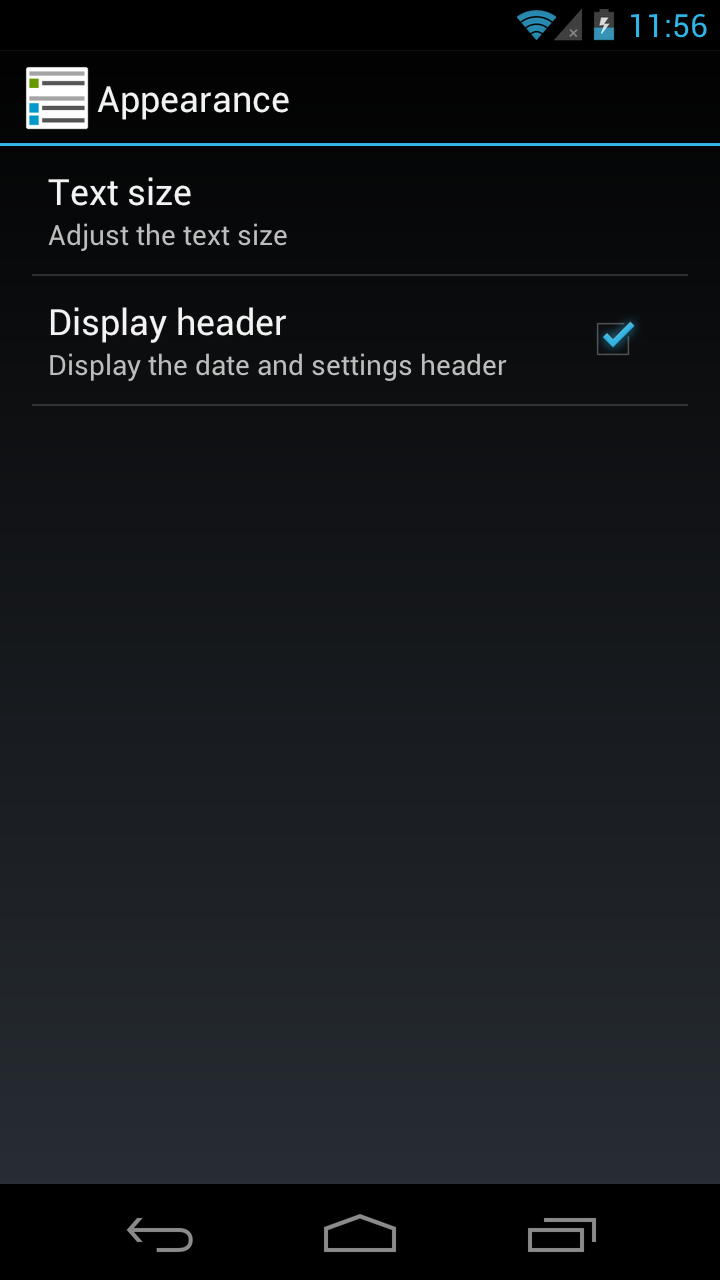 11:56
Appearance
Text size
Adjust the text size
Display header
Display the date and settings header